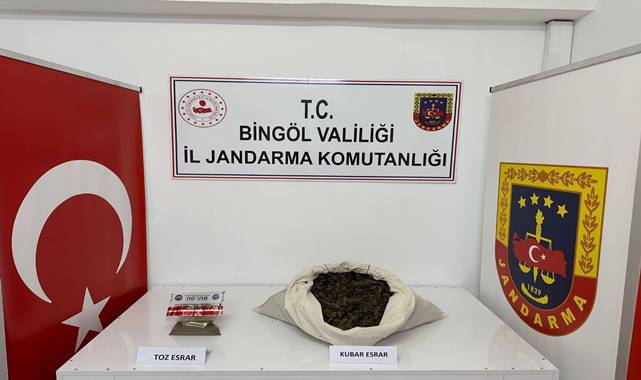 T.C.
BİNGÖL VALİLİĞİ
İL JANDARMA KOMUTANLIĞI
1839
JANDARMA
TOZ ESRAR
KUBAR ESRAR